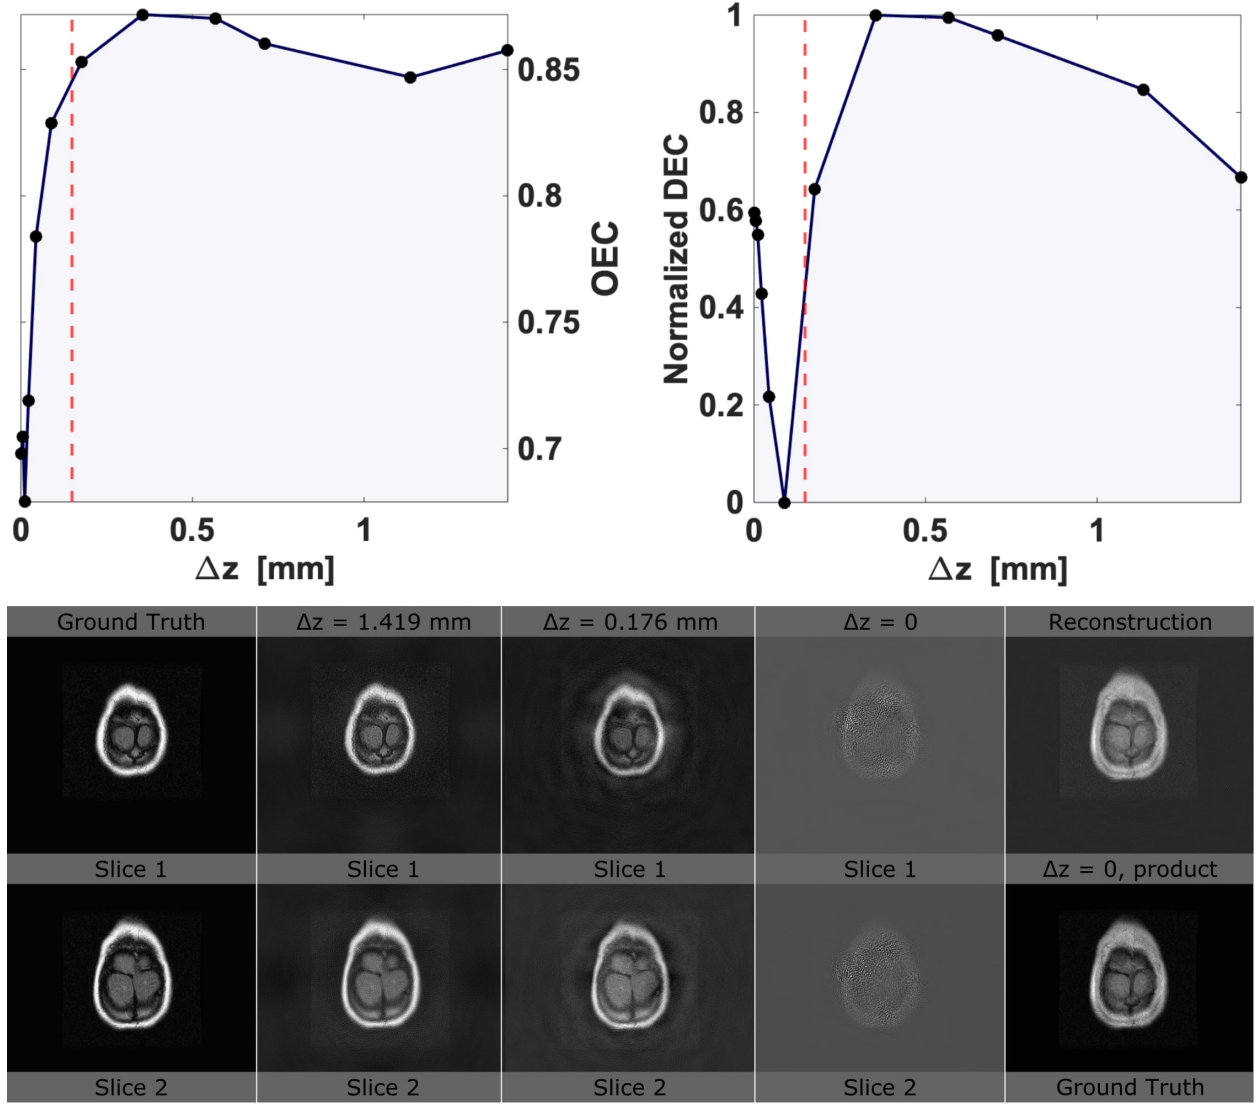 0.85
0.8
0.75
0.7
OEC
0
0.5
1
Δz [mm]
1
0.8
0.6
0.4
0.2
0
Normalized DEC
0
0.5
1
Δz [mm]
Ground Truth
Δz = 1.419 mm
Δz = 0.176 mm
Δz = 0
Reconstruction
Slice 1
Slice 1
Slice 1
Slice 1
Δz = 0, product
Slice 2
Slice 2
Slice 2
Slice 2
Ground Truth